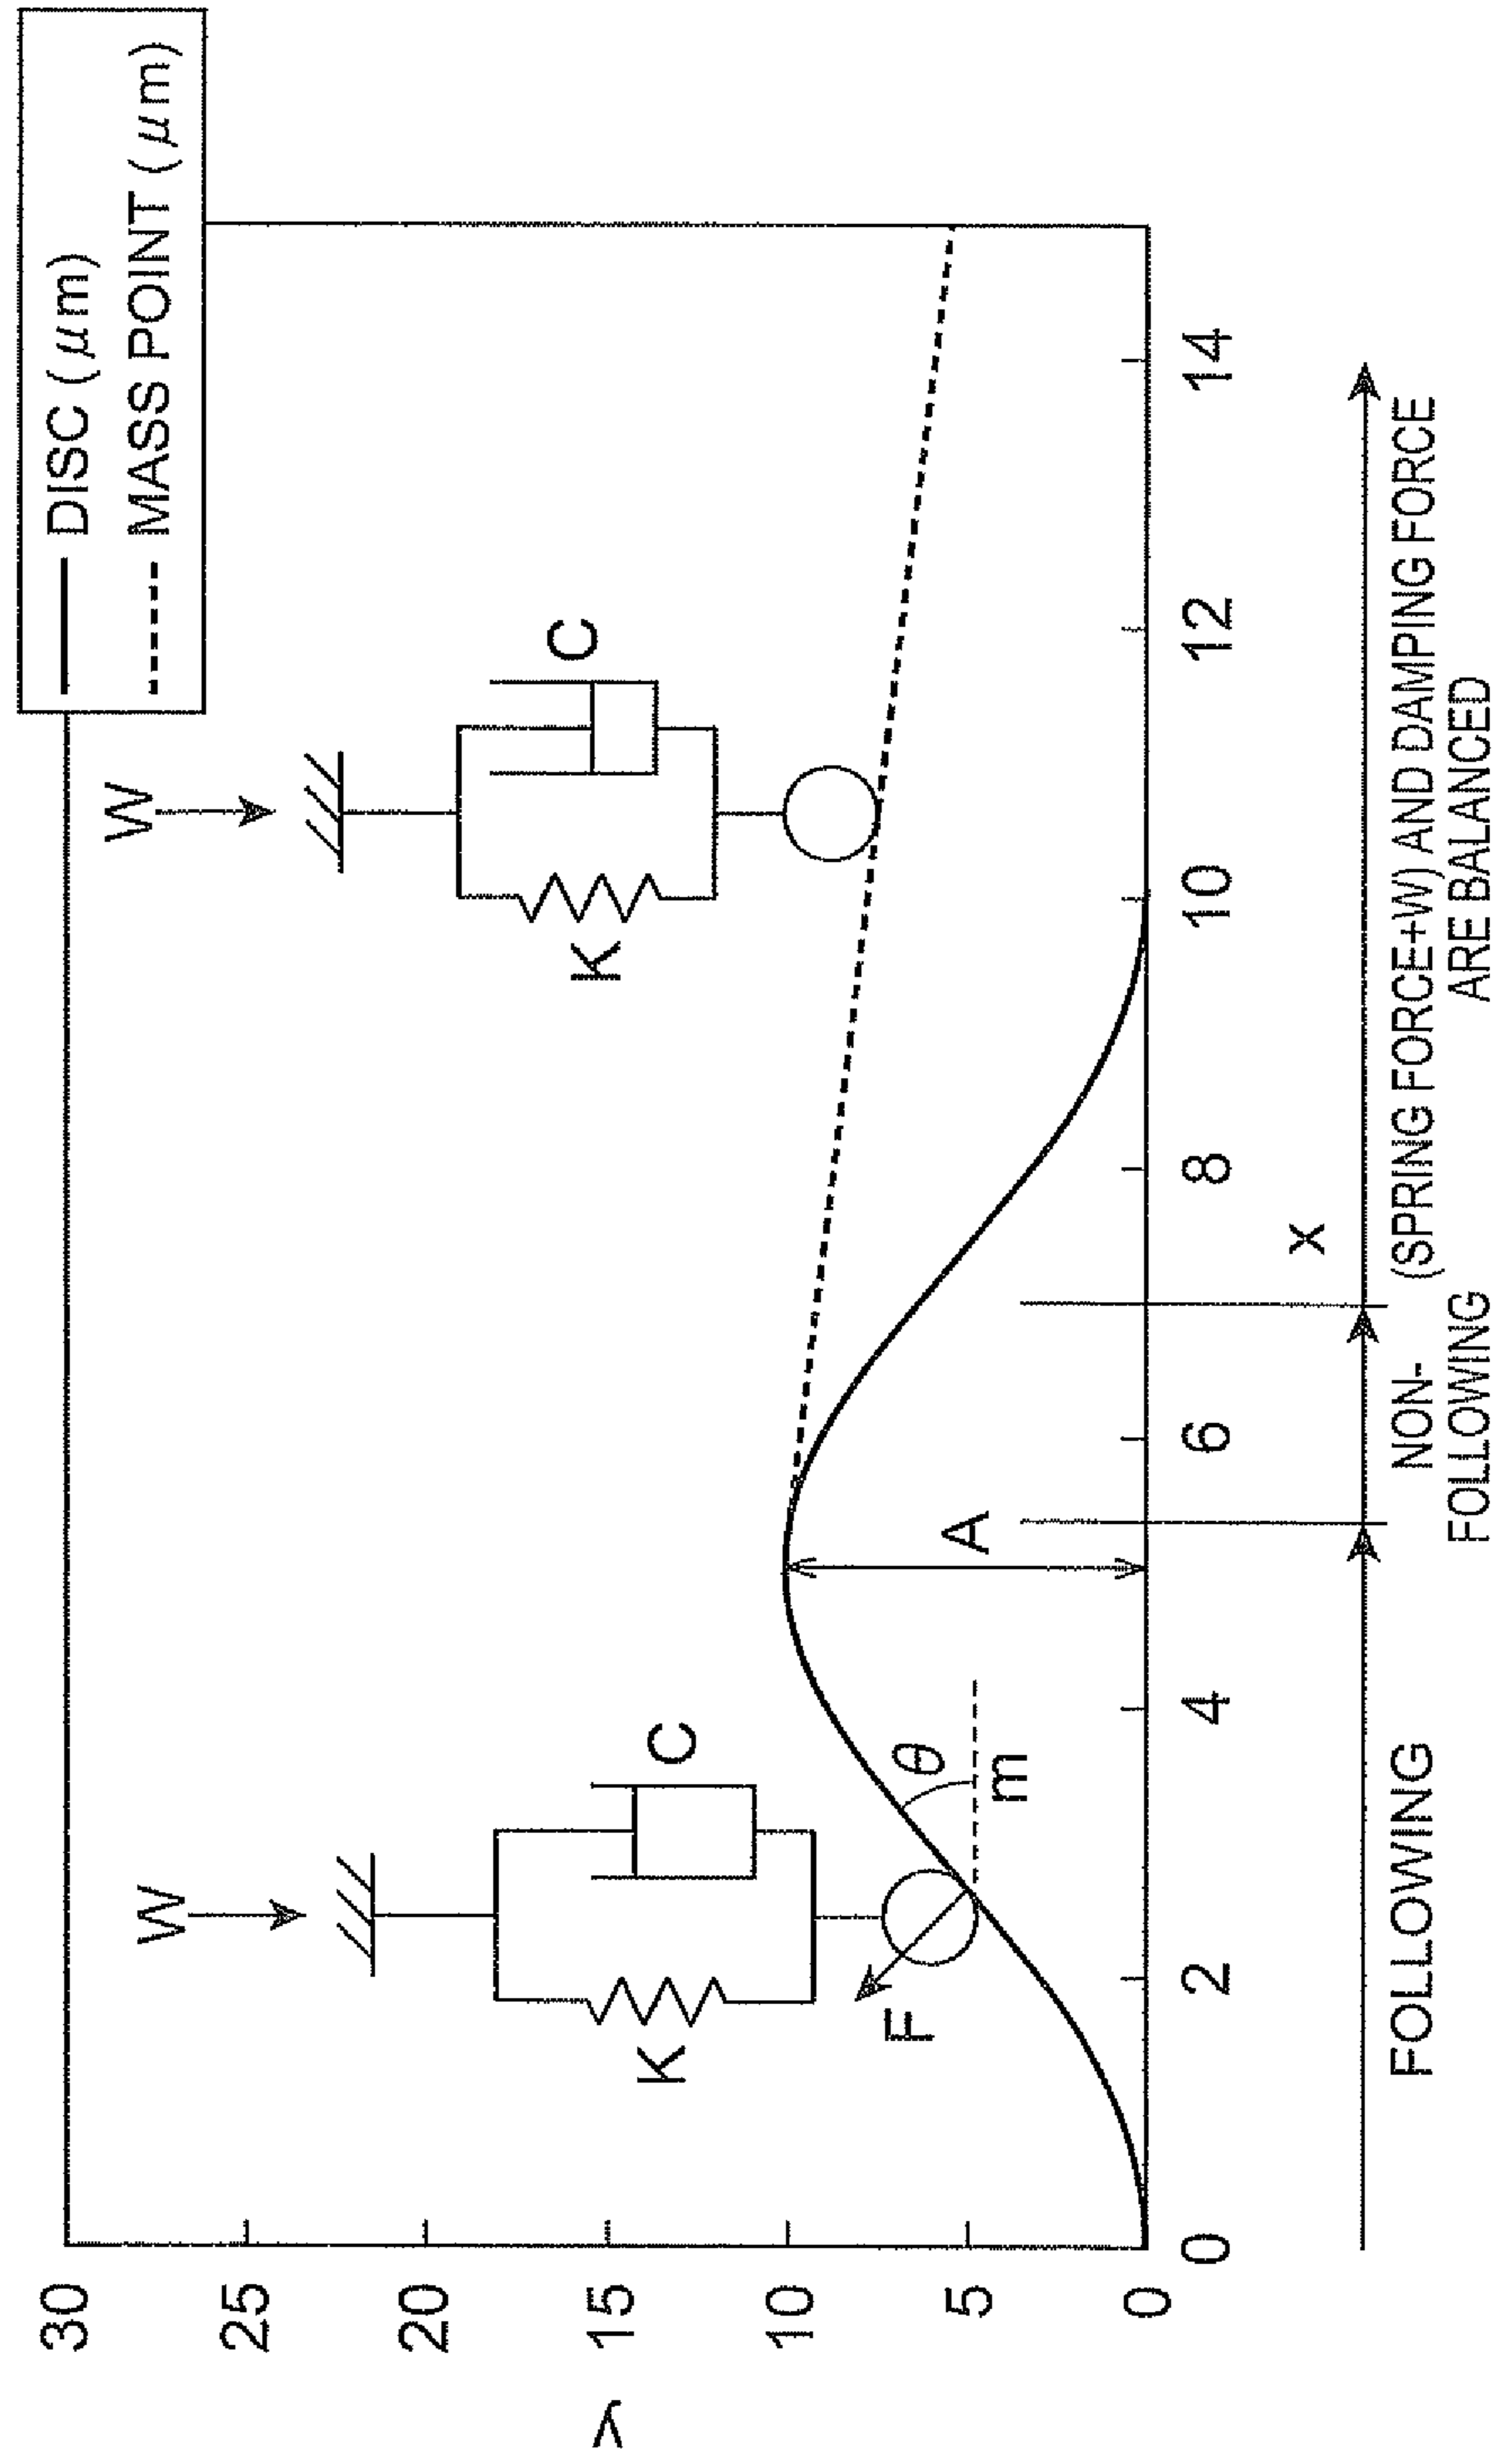 DISC (μm)
MASS POINT (μm)
W
W
K
C
K
C
F
θ
m
A
y
30
25
20
15
10
5
0
0
2
4
6
8
10
12
14
x
FOLLOWING
NON-
FOLLOWING
(SPRING FORCE+W) AND DAMPING FORCE
ARE BALANCED